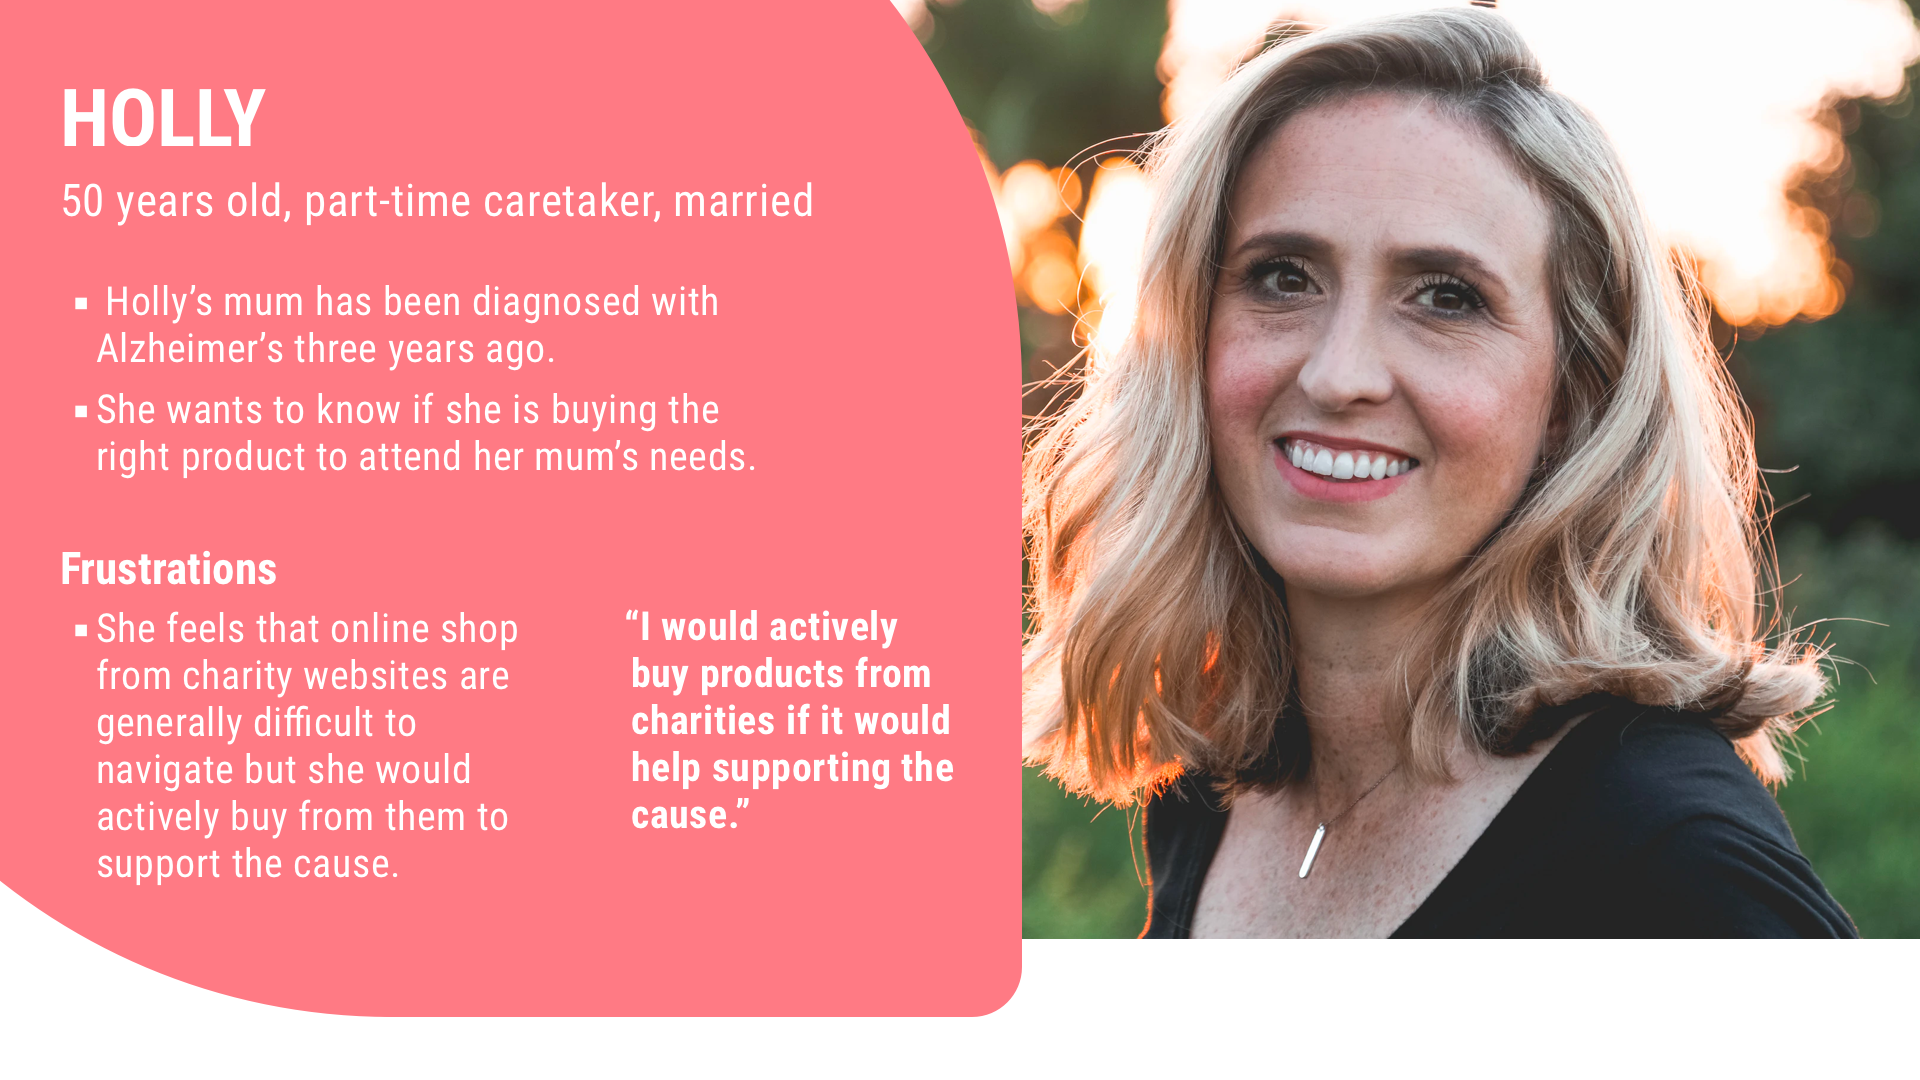 HOLLY
50 years old, part-time caretaker, married
▪ Holly’s mum has been diagnosed with
Alzheimer’s three years ago.
▪ She wants to know if she is buying the
right product to attend her mum’s needs.
Frustrations
▪ She feels that online shop
from charity websites are
generally difficult to
navigate but she would
actively buy from them to
support the cause.
“I would actively
buy products from
charities if it would
help supporting the
cause.”